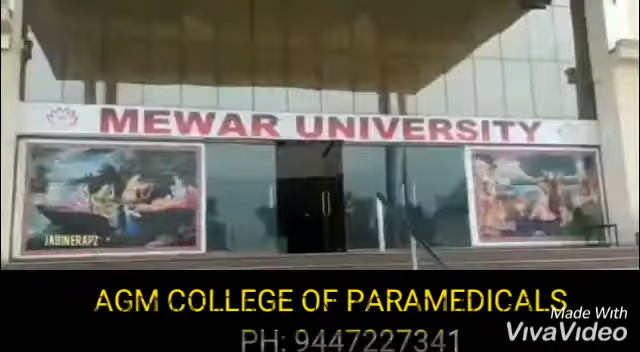 MEWAR UNIVERSITY
JABINERAPZ
AGM COLLEGE OF PARAMEDICALS
PH: 9447227341
Made With
VivaVideo